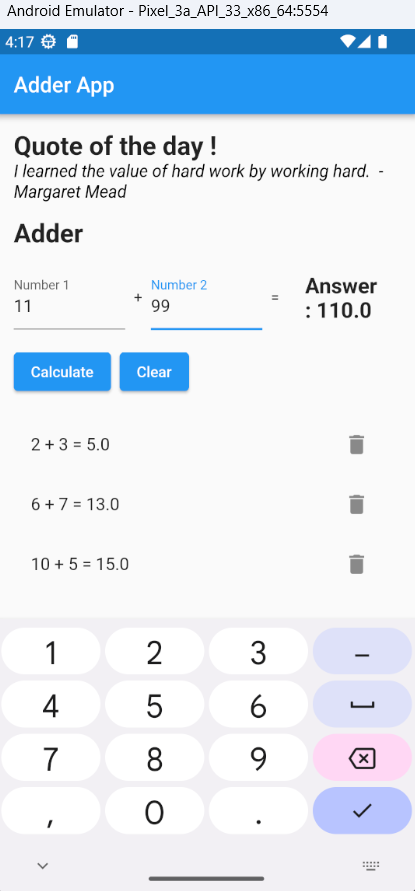 Android Emulator - Pixel_3a_API_33_x86_64:5554
4:17
Adder App
Quote of the day !
I learned the value of hard work by working hard. -
Margaret Mead
Adder
Number 1
11
+
Number 2
99
=
Answer
: 110.0
Calculate Clear
2 + 3 = 5.0
6 + 7 = 13.0
10 + 5 = 15.0
1 2 3 –
4 5 6
7 8 9
, 0 .